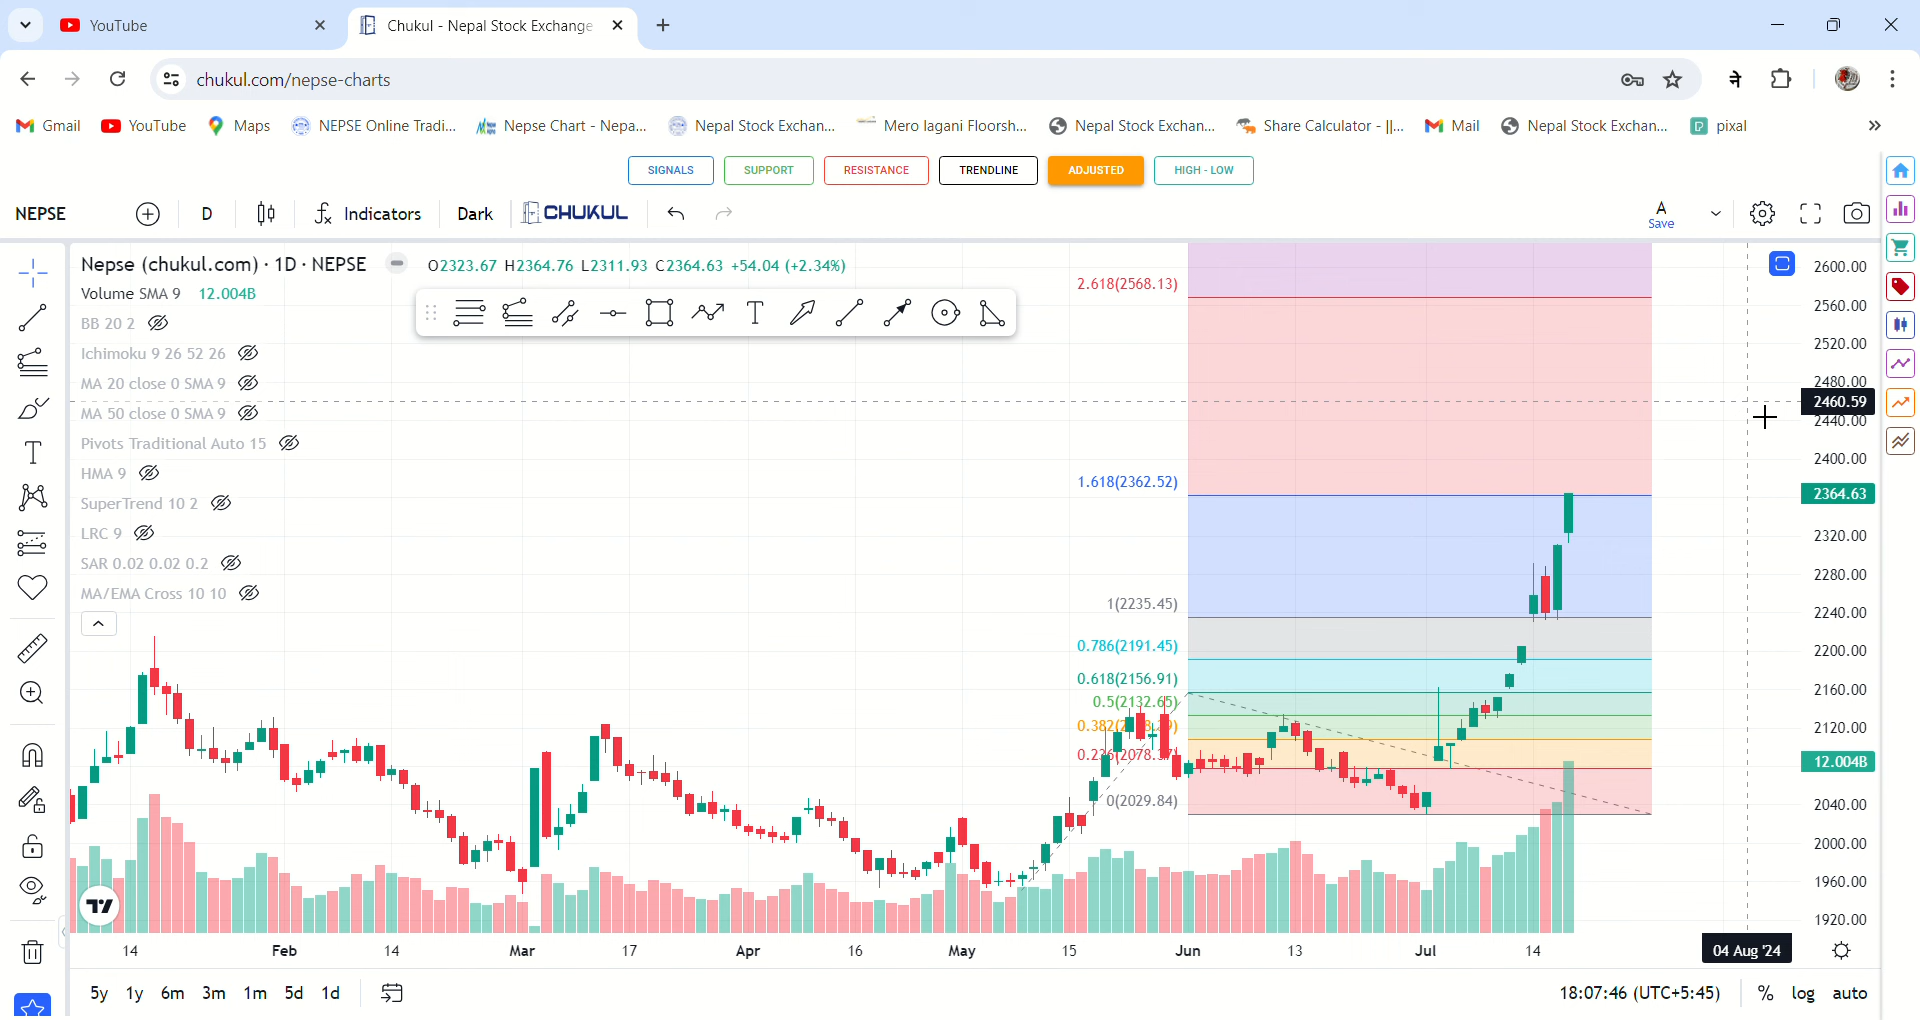 YouTube
Chukul - Nepal Stock Exchange
chukul.com/nepse-charts
ने
Gmail YouTube Maps NEPSE Online Tradi... Nepse Chart - Nepa... Nepal Stock Exchan... Mero lagani Floorsh... Nepal Stock Exchan... Share Calculator - ||... Mail Nepal Stock Exchan... pixal
SIGNALS SUPPORT RESISTANCE TRENDLINE ADJUSTED HIGH - LOW
NEPSE D Indicators Dark CHUKUL A Save
Nepse (chukul.com) · 1D · NEPSE O2323.67 H2364.76 L2311.93 C2364.63 +54.04 (+2.34%)
Volume SMA 9 12.004B
BB 20 2
Ichimoku 9 26 52 26
MA 20 close 0 SMA 9
MA 50 close 0 SMA 9
Pivots Traditional Auto 15
HMA 9
SuperTrend 10 2
LRC 9
SAR 0.02 0.02 0.2
MA/EMA Cross 10 10
2.618(2568.13)
1.618(2362.52)
1(2235.45)
0.786(2191.45)
0.618(2156.91)
0.5(2132.65)
0(2029.84)
2600.00
2560.00
2520.00
2480.00
2460.59
2440.00
2400.00
2364.63
2320.00
2280.00
2240.00
2200.00
2160.00
2120.00
12.004B
2040.00
2000.00
1960.00
1920.00
14 Feb 14 Mar 17 Apr 16 May 15 Jun 13 Jul 14 04 Aug '24
5y 1y 6m 3m 1m 5d 1d 18:07:46 (UTC+5:45) % log auto